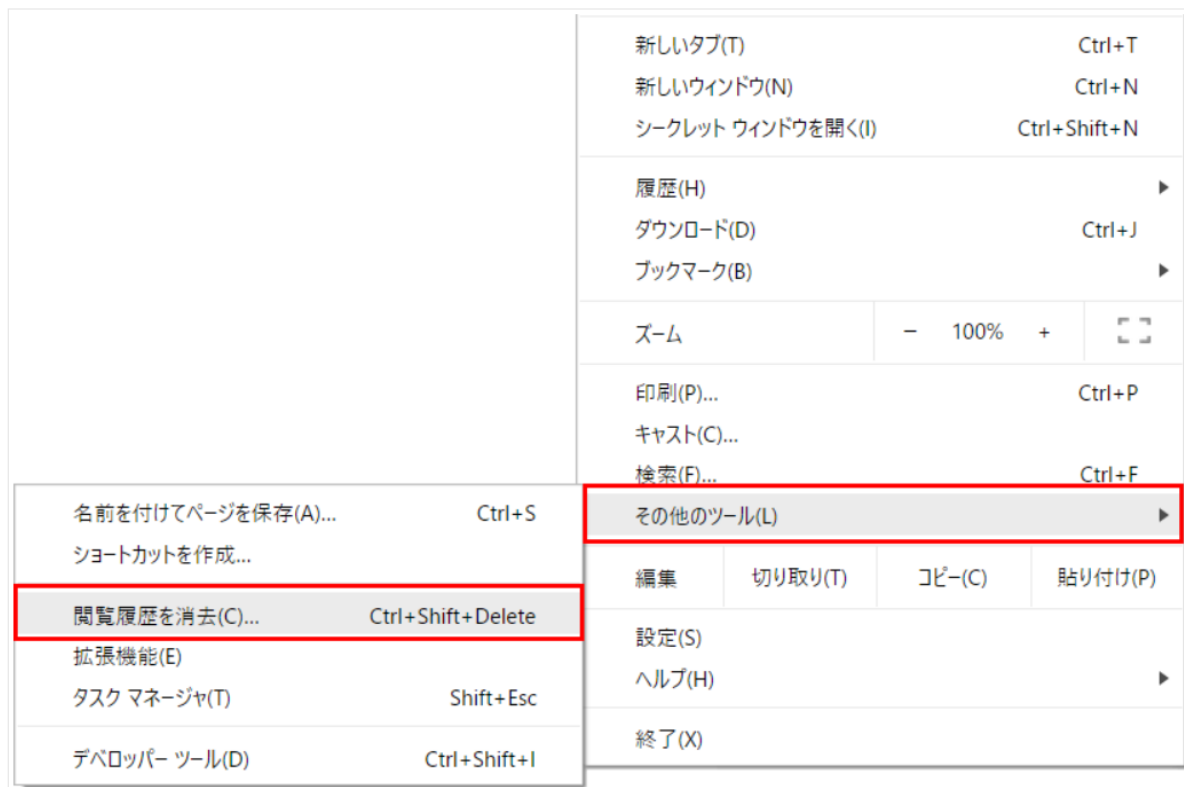 新しいタブ(T) Ctrl+T
新しいウィンドウ(N) Ctrl+N
シークレット ウィンドウを開く(I) Ctrl+Shift+N
履歴(H)
ダウンロード(D) Ctrl+J
ブックマーク(B)
ズーム − 100% +
印刷(P)... Ctrl+P
キャスト(C)...
検索(F)... Ctrl+F
その他のツール(L)
編集 切り取り(T) コピー(C) 貼り付け(P)
設定(S)
ヘルプ(H)
終了(X)
名前を付けてページを保存(A)... Ctrl+S
ショートカットを作成...
閲覧履歴を消去(C)... Ctrl+Shift+Delete
拡張機能(E)
タスク マネージャ(T) Shift+Esc
デベロッパー ツール(D) Ctrl+Shift+I